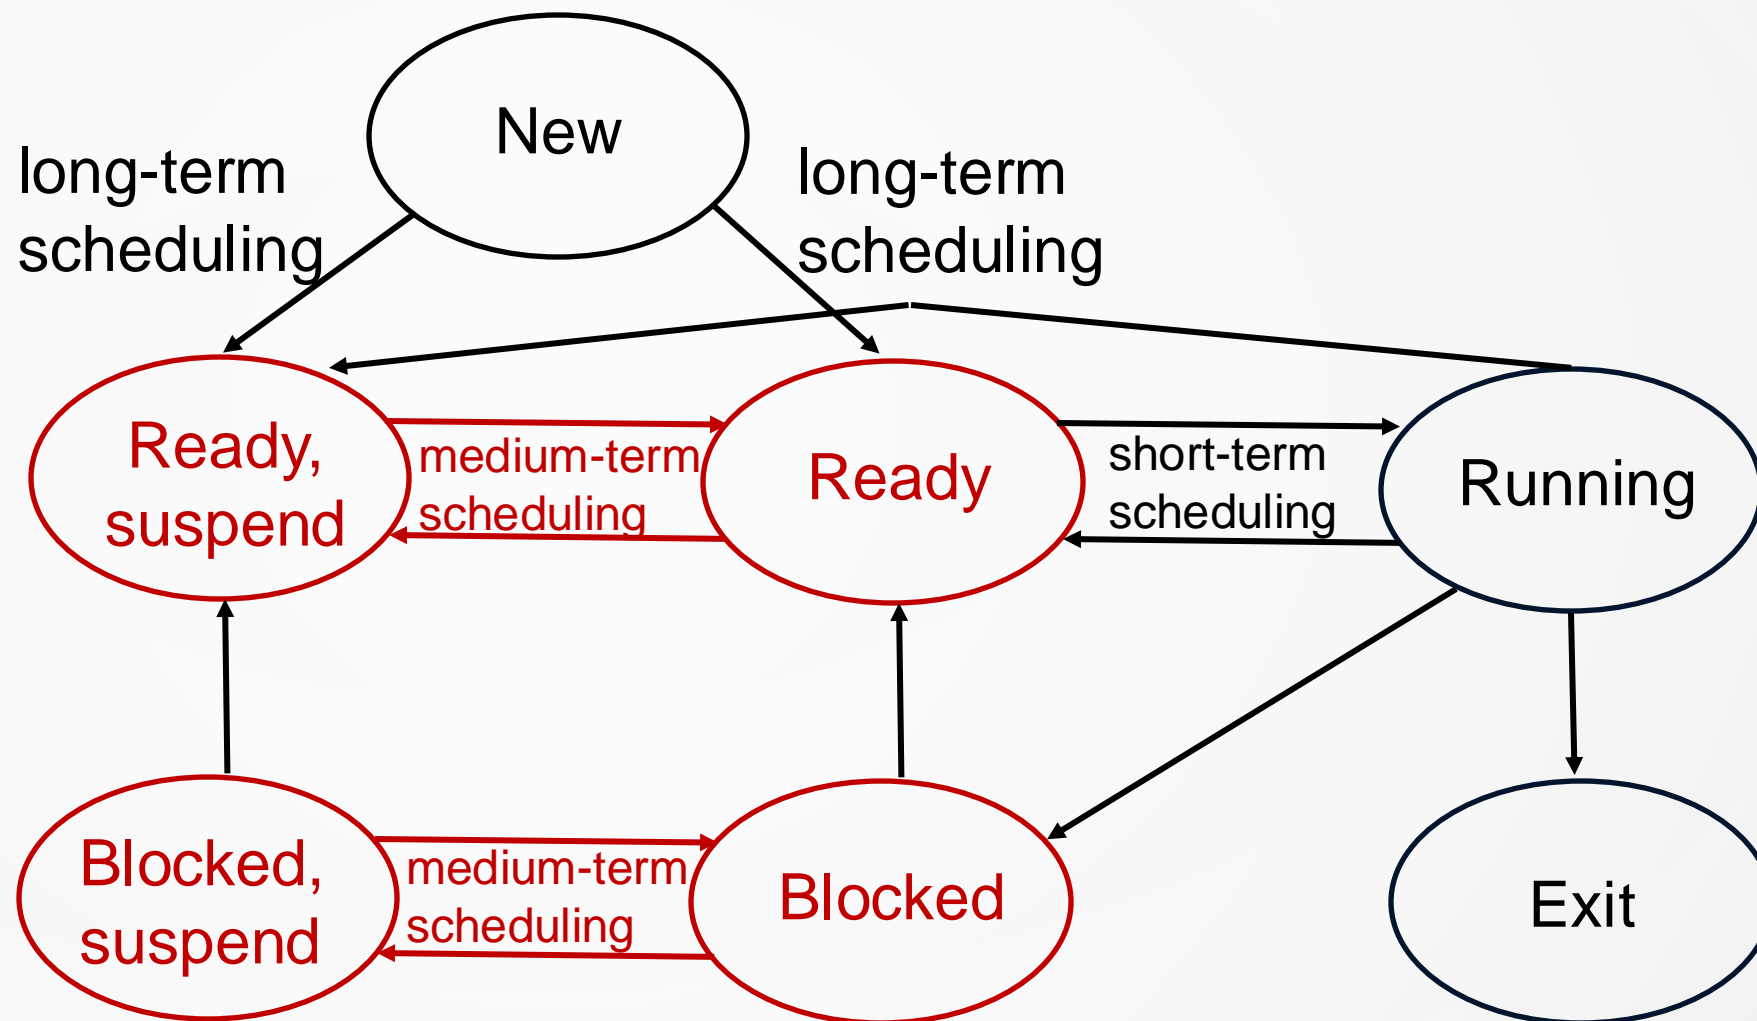 New
long-term
scheduling
long-term
scheduling
Ready,
suspend
medium-term
scheduling
Ready
short-term
scheduling
Running
Blocked,
suspend
medium-term
scheduling
Blocked
Exit